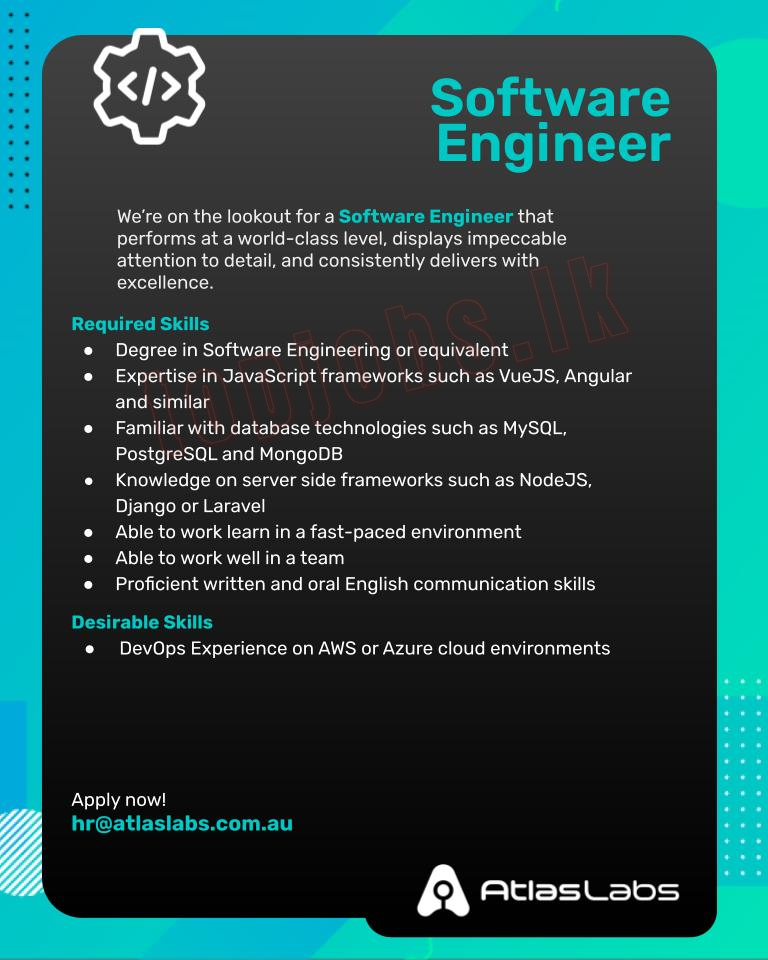 Software
Engineer
We're on the lookout for a Software Engineer that
performs at a world-class level, displays impeccable
attention to detail, and consistently delivers with
excellence.
Required Skills
● Degree in Software Engineering or equivalent
● Expertise in JavaScript frameworks such as VueJS, Angular
and similar
● Familiar with database technologies such as MySQL,
PostgreSQL and MongoDB
● Knowledge on server side frameworks such as NodeJS,
Django or Laravel
● Able to work learn in a fast-paced environment
● Able to work well in a team
● Proficient written and oral English communication skills
Desirable Skills
● DevOps Experience on AWS or Azure cloud environments
Apply now!
hr@atlaslabs.com.au
AtlasLabs